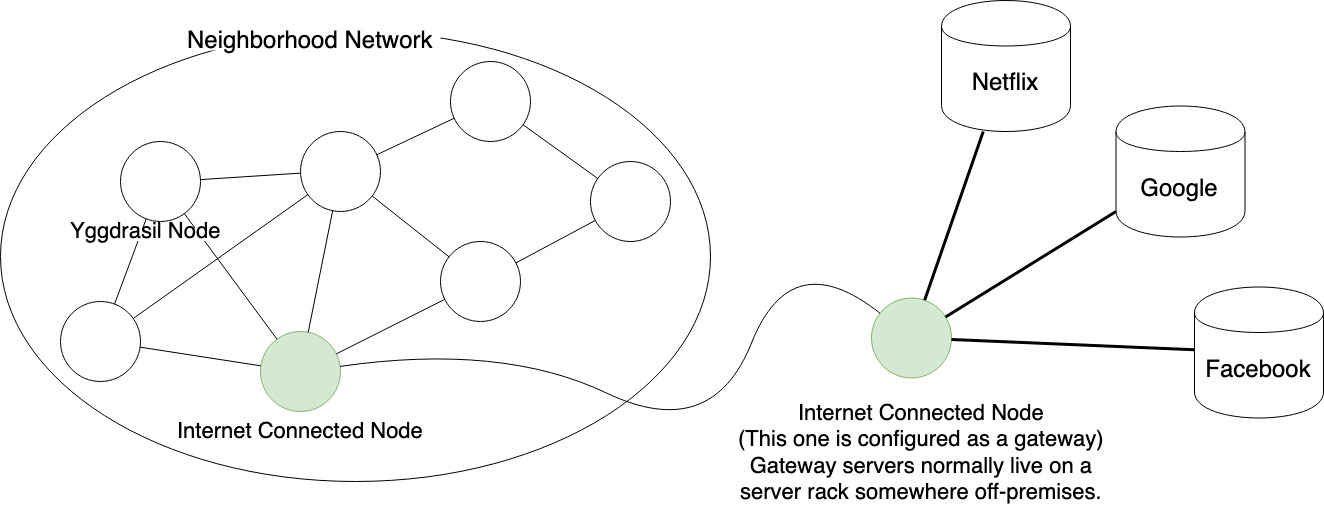 Neighborhood Network
Netflix
Google
Yggdrasil Node
Facebook
Internet Connected Node
Internet Connected Node
(This one is configured as a gateway)
Gateway servers normally live on a
server rack somewhere off-premises.